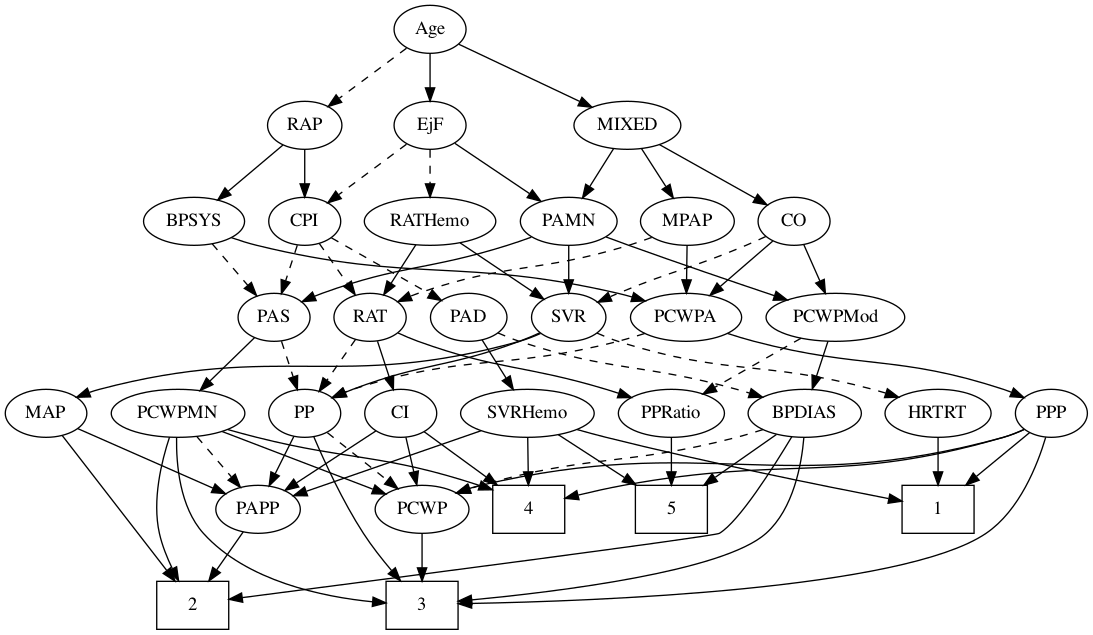 Age
RAP EjF MIXED
BPSYS CPI RATHemo PAMN MPAP CO
PAS RAT PAD SVR PCWPA PCWPMod
MAP PCWPMN PP CI SVRHemo PPRatio BPDIAS HRTRT PPP
PAPP PCWP 4 5 1
2 3